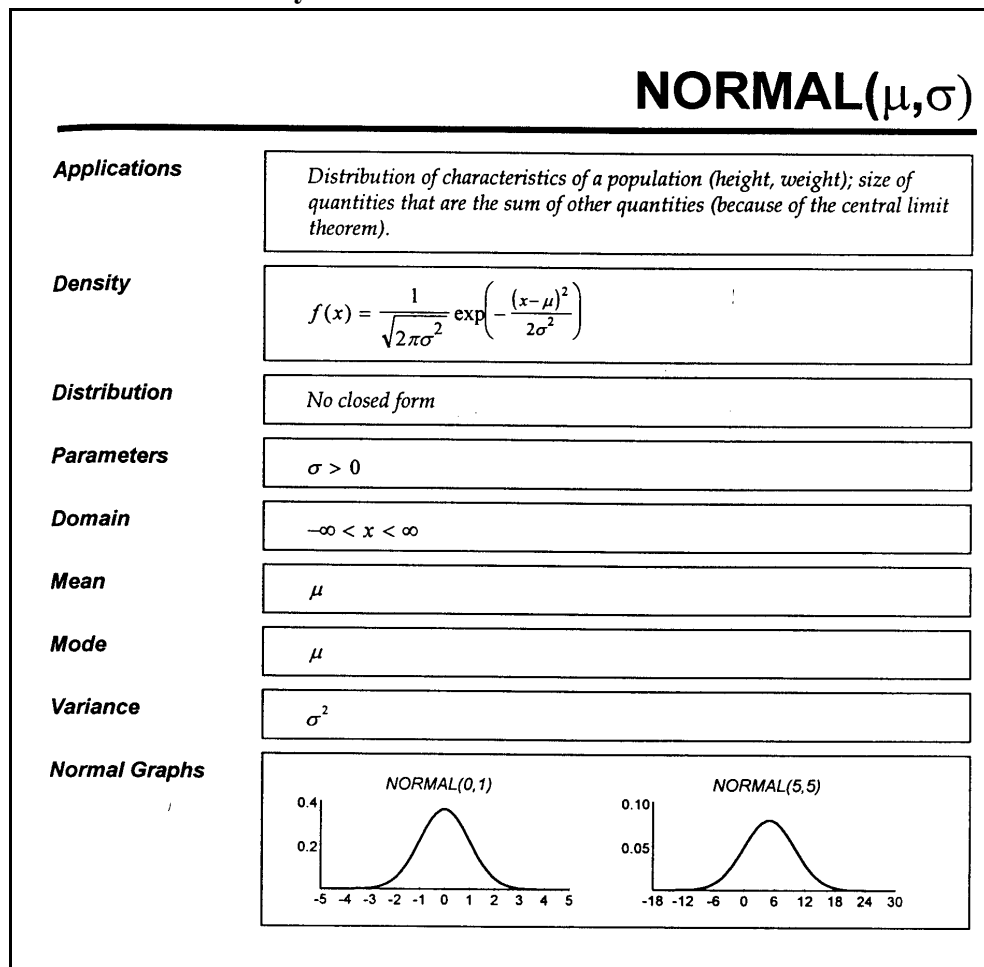 NORMAL(μ,σ)
Applications
Distribution of characteristics of a population (height, weight); size of
quantities that are the sum of other quantities (because of the central limit
theorem).
Density
f(x) = 1/√(2πσ²) exp(−(x−μ)²/2σ²)
Distribution
No closed form
Parameters
σ > 0
Domain
−∞ < x < ∞
Mean
μ
Mode
μ
Variance
σ²
Normal Graphs
NORMAL(0,1)
0.4
0.2
-5 -4 -3 -2 -1 0 1 2 3 4 5
NORMAL(5,5)
0.10
0.05
-18 -12 -6 0 6 12 18 24 30